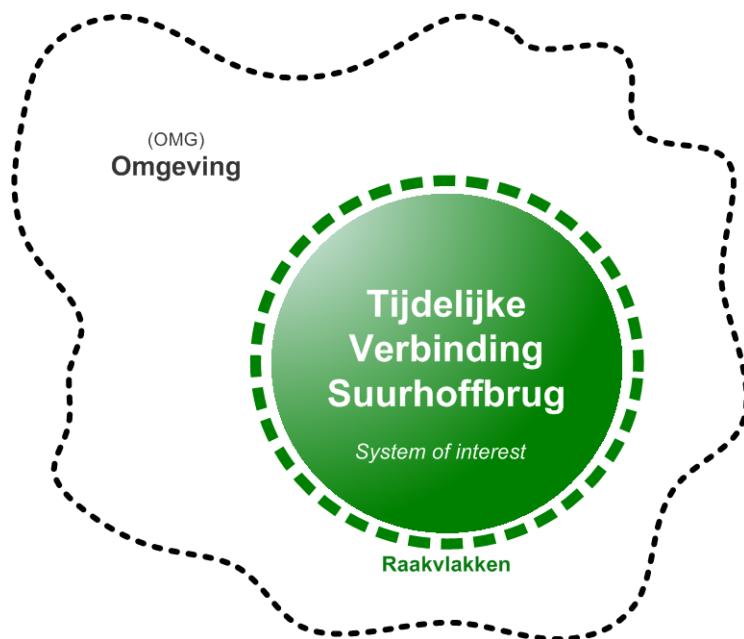 (OMG)
Omgeving
Tijdelijke
Verbinding
Suurhoffbrug
System of interest
Raakvlakken